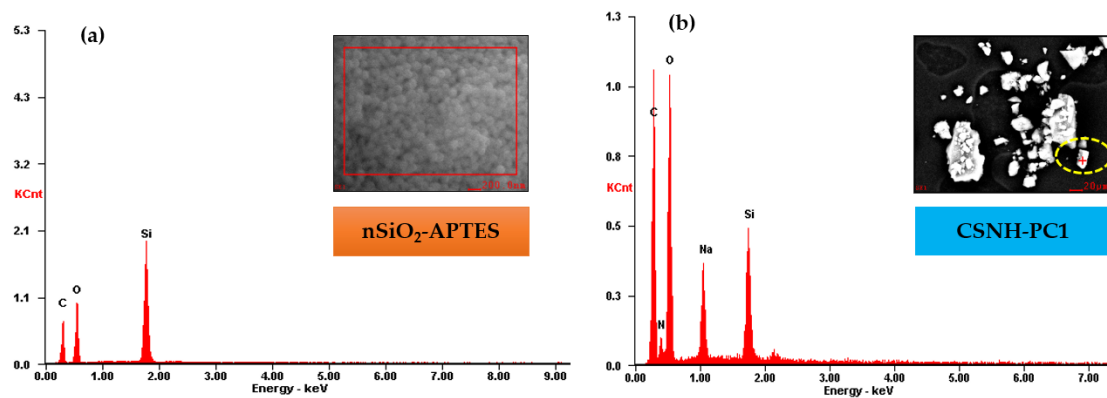 (a)
5.3
4.3
3.2
KCnt
2.1
1.1
0.0
C
O
Si
0.00 1.00 2.00 3.00 4.00 5.00 6.00 7.00 8.00 9.00
Energy - keV
nSiO₂-APTES
(b)
1.3
1.0
0.8
KCnt
0.5
0.3
0.0
C
O
N
Na
Si
0.00 1.00 2.00 3.00 4.00 5.00 6.00 7.00
Energy - keV
20µm
CSNH-PC1